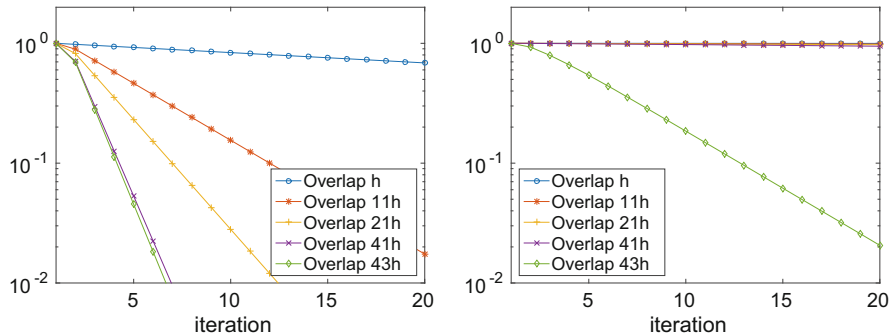 10^0
10^-1
10^-2
5
10
15
20
iteration
Overlap h
Overlap 11h
Overlap 21h
Overlap 41h
Overlap 43h
10^0
10^-1
10^-2
5
10
15
20
iteration
Overlap h
Overlap 11h
Overlap 21h
Overlap 41h
Overlap 43h